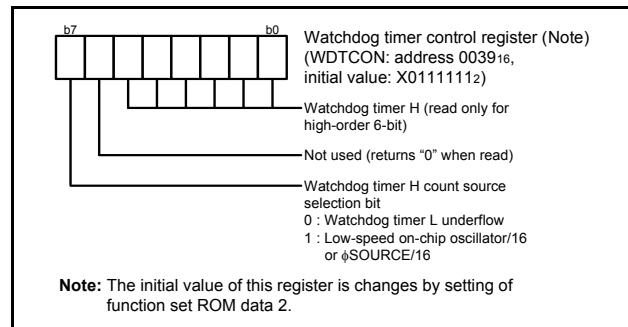 b7 b0
Watchdog timer control register (Note)
(WDTCON: address 0039₁₆,
initial value: X0111111₂)
Watchdog timer H (read only for
high-order 6-bit)
Not used (returns “0” when read)
Watchdog timer H count source
selection bit
0 : Watchdog timer L underflow
1 : Low-speed on-chip oscillator/16
or ϕSOURCE/16
Note: The initial value of this register is changes by setting of
function set ROM data 2.